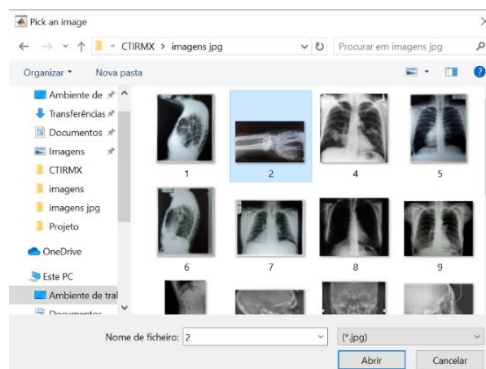 Pick an image
CTIRMX > imagens jpg
Procurar em imagens jpg
Organizar
Nova pasta
Ambiente de
Transferências
Documentos
Imagens
CTIRMX
imagens
imagens jpg
Projeto
OneDrive
Este PC
Ambiente de tral
Documentos
1
2
4
5
6
7
8
9
Nome de ficheiro: 2
(*.jpg)
Abrir
Cancelar